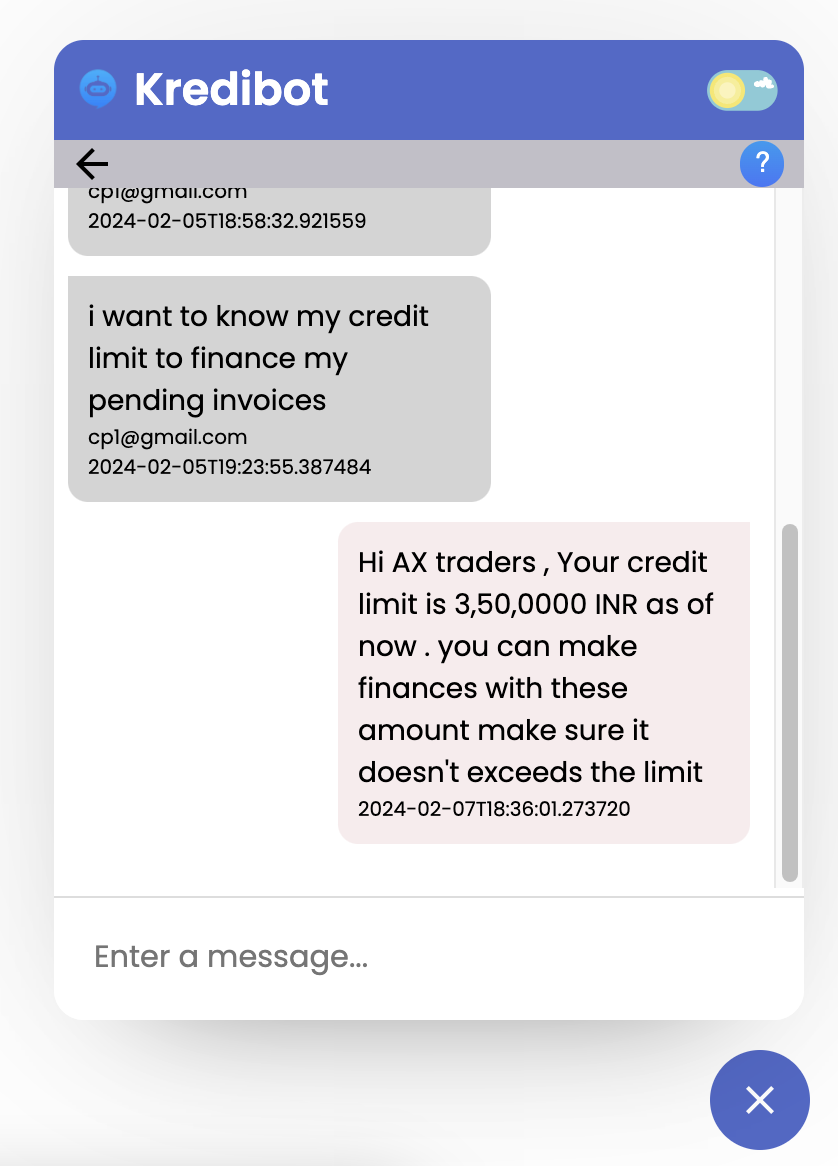 Kredibot
?
cp1@gmail.com
2024-02-05T18:58:32.921559
i want to know my credit
limit to finance my
pending invoices
cp1@gmail.com
2024-02-05T19:23:55.387484
Hi AX traders , Your credit
limit is 3,50,0000 INR as of
now . you can make
finances with these
amount make sure it
doesn't exceeds the limit
2024-02-07T18:36:01.273720
Enter a message...